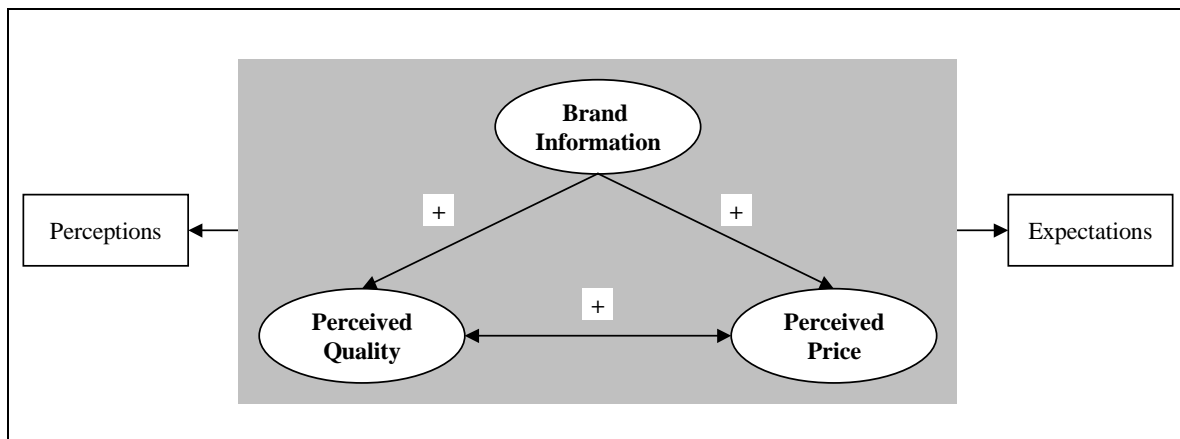 Brand
Information
+
+
Perceptions
Expectations
+
Perceived
Quality
Perceived
Price